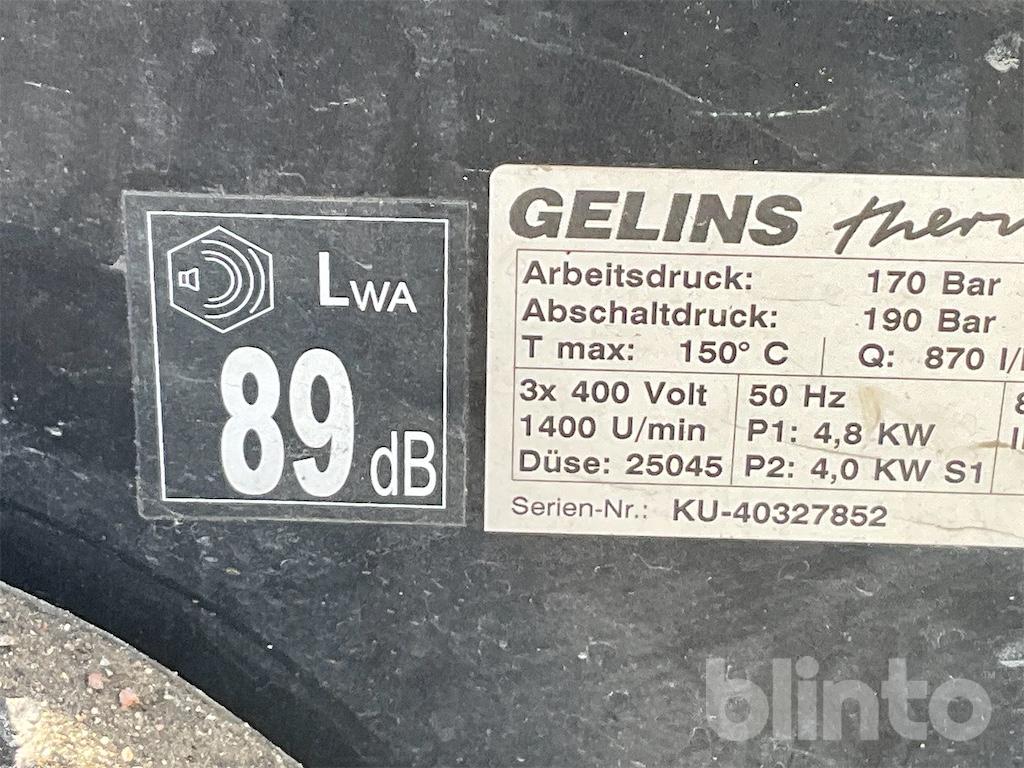 LWA
89 dB
GELINS
Arbeitsdruck: 170 Bar
Abschaltdruck: 190 Bar
T max: 150° C Q: 870
3x 400 Volt 50 Hz
1400 U/min P1: 4,8 KW
Düse: 25045 P2: 4,0 KW S1
Serien-Nr.: KU-40327852
blinto